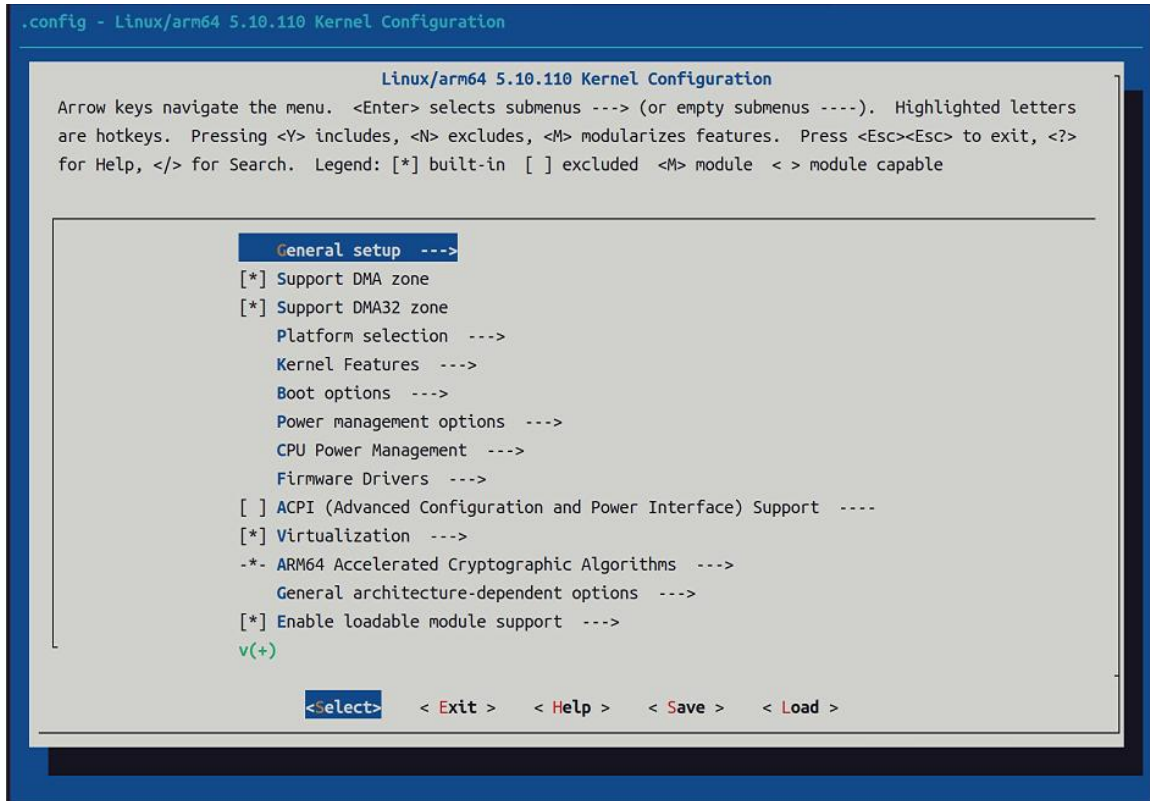 .config - Linux/arm64 5.10.110 Kernel Configuration
Linux/arm64 5.10.110 Kernel Configuration
Arrow keys navigate the menu.  <Enter> selects submenus ---> (or empty submenus ----).  Highlighted letters
are hotkeys.  Pressing <Y> includes, <N> excludes, <M> modularizes features.  Press <Esc><Esc> to exit, <?>
for Help, </> for Search.  Legend: [*] built-in  [ ] excluded  <M> module  < > module capable
General setup  --->
[*] Support DMA zone
[*] Support DMA32 zone
Platform selection  --->
Kernel Features  --->
Boot options  --->
Power management options  --->
CPU Power Management  --->
Firmware Drivers  --->
[ ] ACPI (Advanced Configuration and Power Interface) Support  ----
[*] Virtualization  --->
-*- ARM64 Accelerated Cryptographic Algorithms  --->
General architecture-dependent options  --->
[*] Enable loadable module support  --->
v(+)
<Select>    < Exit >    < Help >    < Save >    < Load >